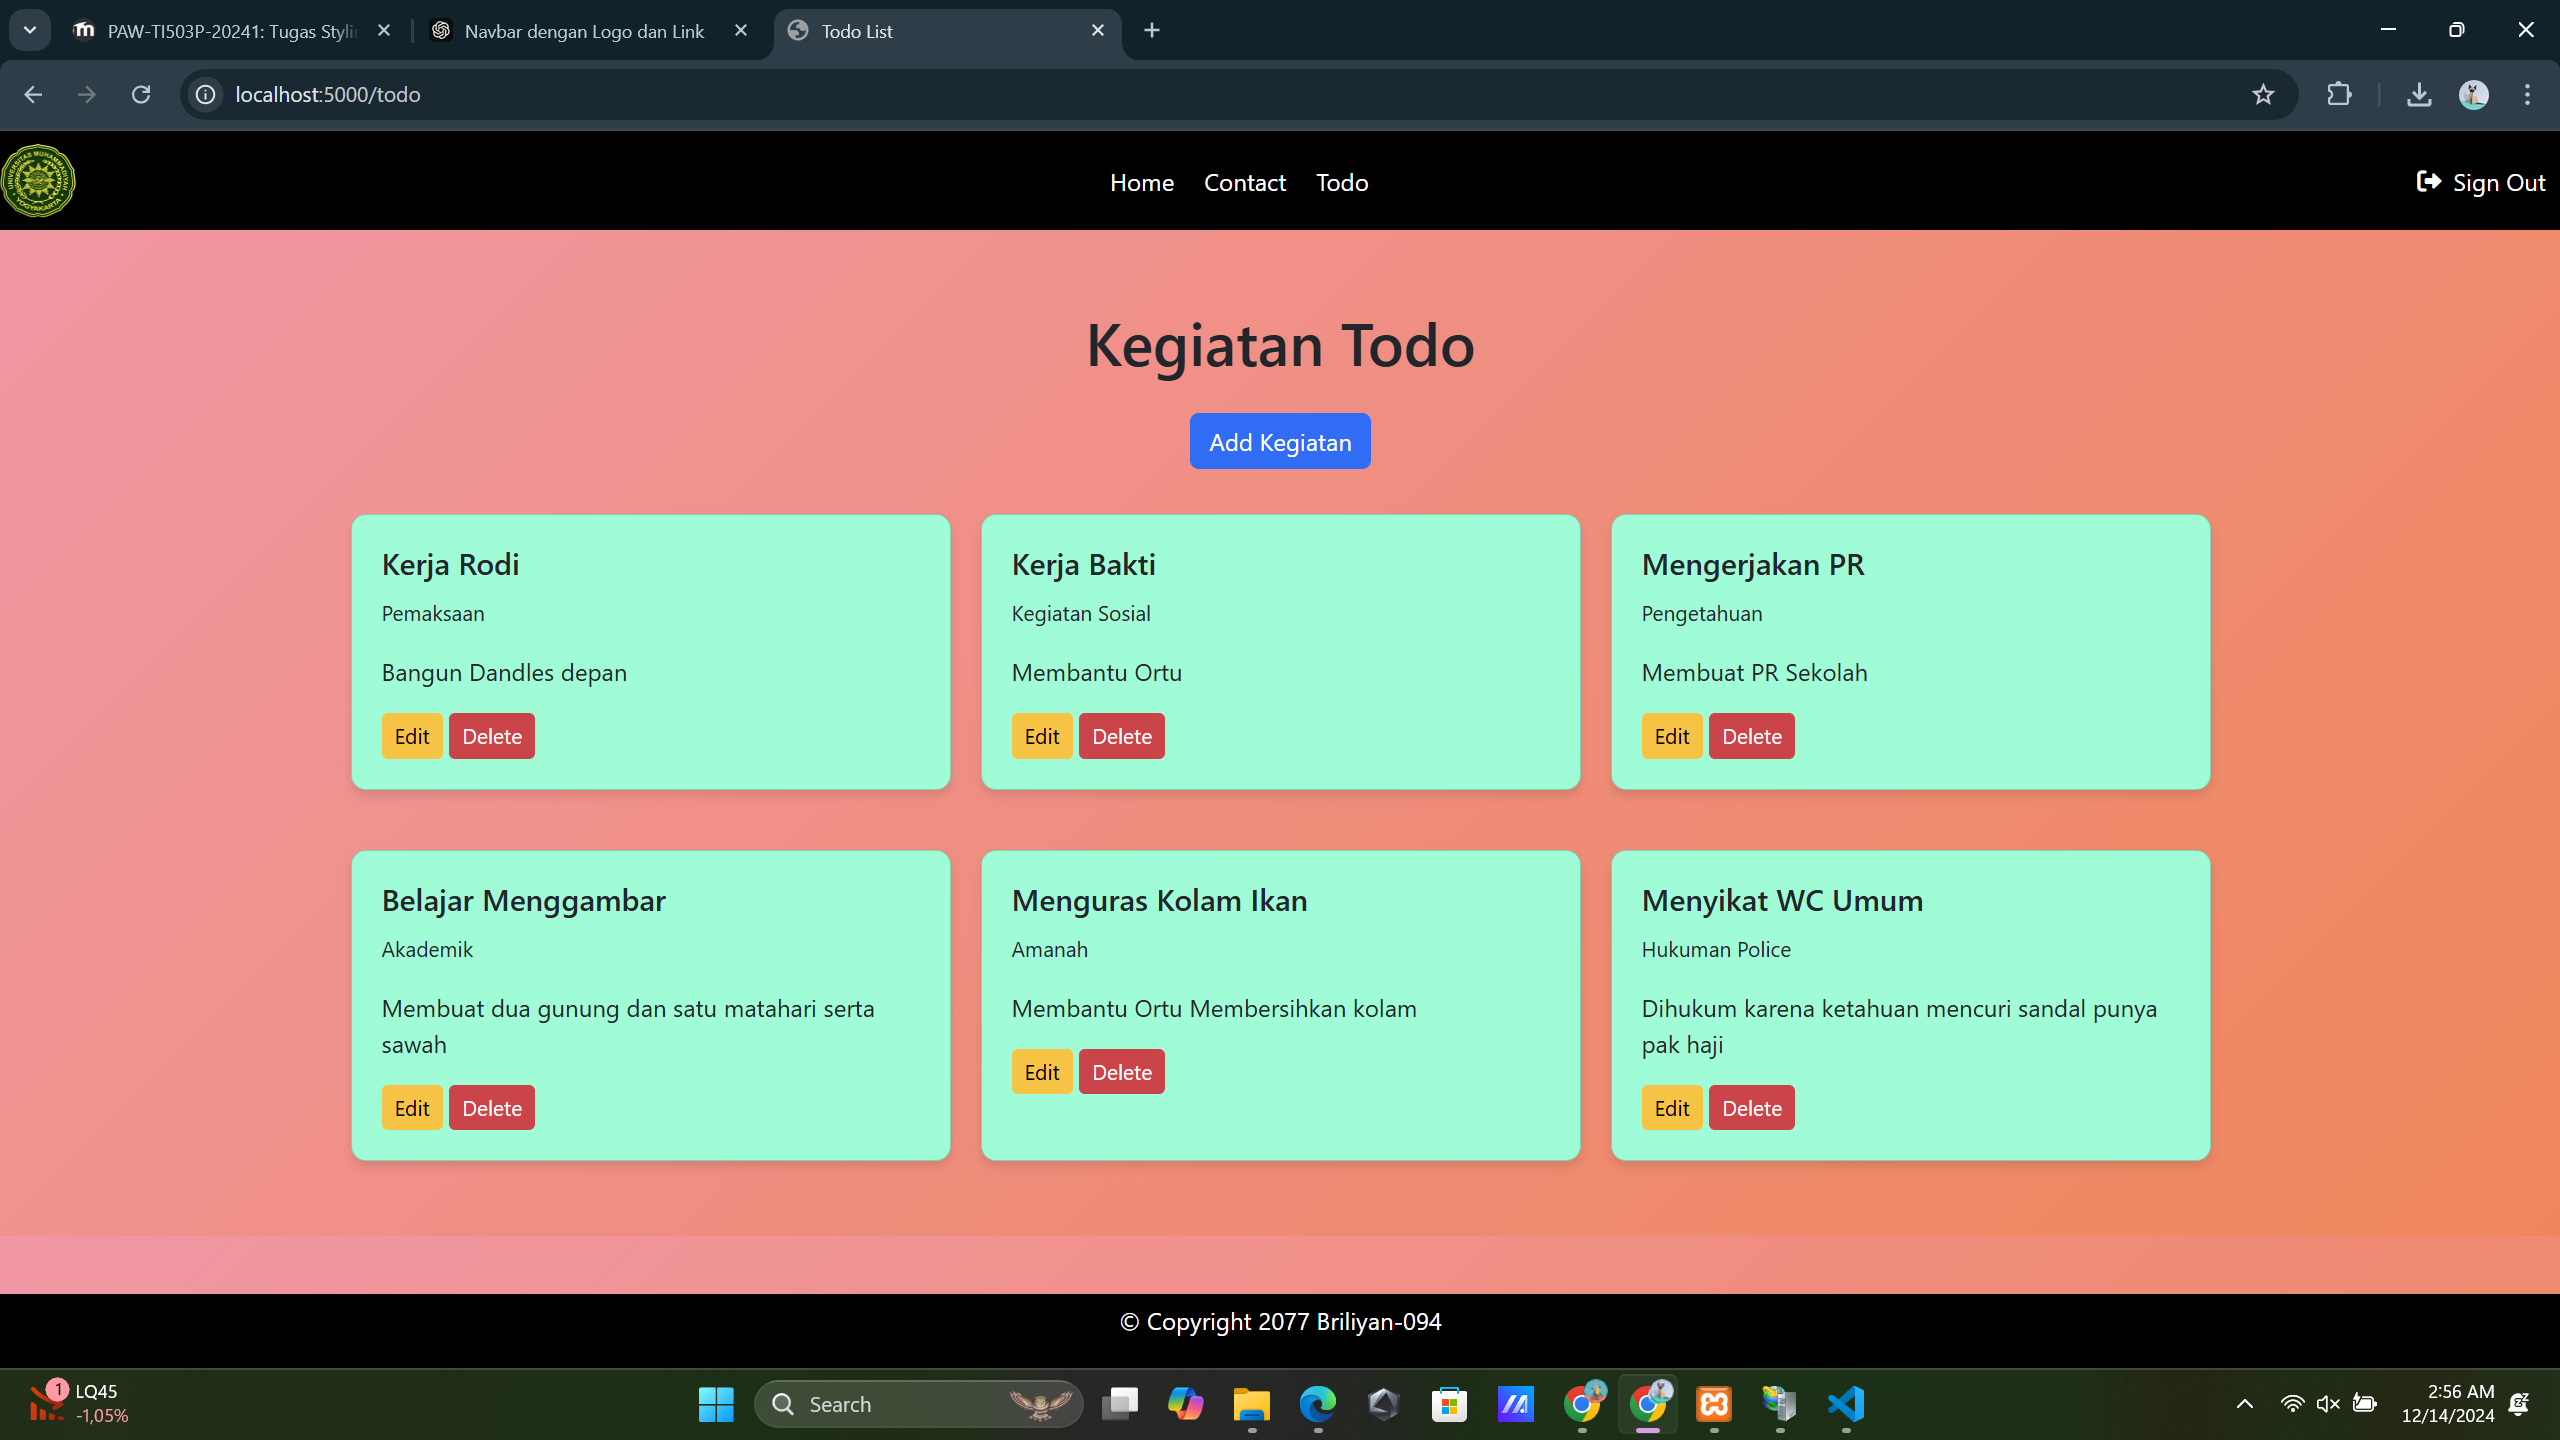 PAW-TI503P-20241: Tugas Stylin
Navbar dengan Logo dan Link
Todo List
localhost:5000/todo
UNIVERSITAS MUHAMMADIYAH
YOGYAKARTA
Home
Contact
Todo
Sign Out
Kegiatan Todo
Add Kegiatan
Kerja Rodi
Pemaksaan
Bangun Dandles depan
Edit
Delete
Kerja Bakti
Kegiatan Sosial
Membantu Ortu
Edit
Delete
Mengerjakan PR
Pengetahuan
Membuat PR Sekolah
Edit
Delete
Belajar Menggambar
Akademik
Membuat dua gunung dan satu matahari serta
sawah
Edit
Delete
Menguras Kolam Ikan
Amanah
Membantu Ortu Membersihkan kolam
Edit
Delete
Menyikat WC Umum
Hukuman Police
Dihukum karena ketahuan mencuri sandal punya
pak haji
Edit
Delete
© Copyright 2077 Briliyan-094
1
LQ45
-1,05%
Search
2:56 AM
12/14/2024